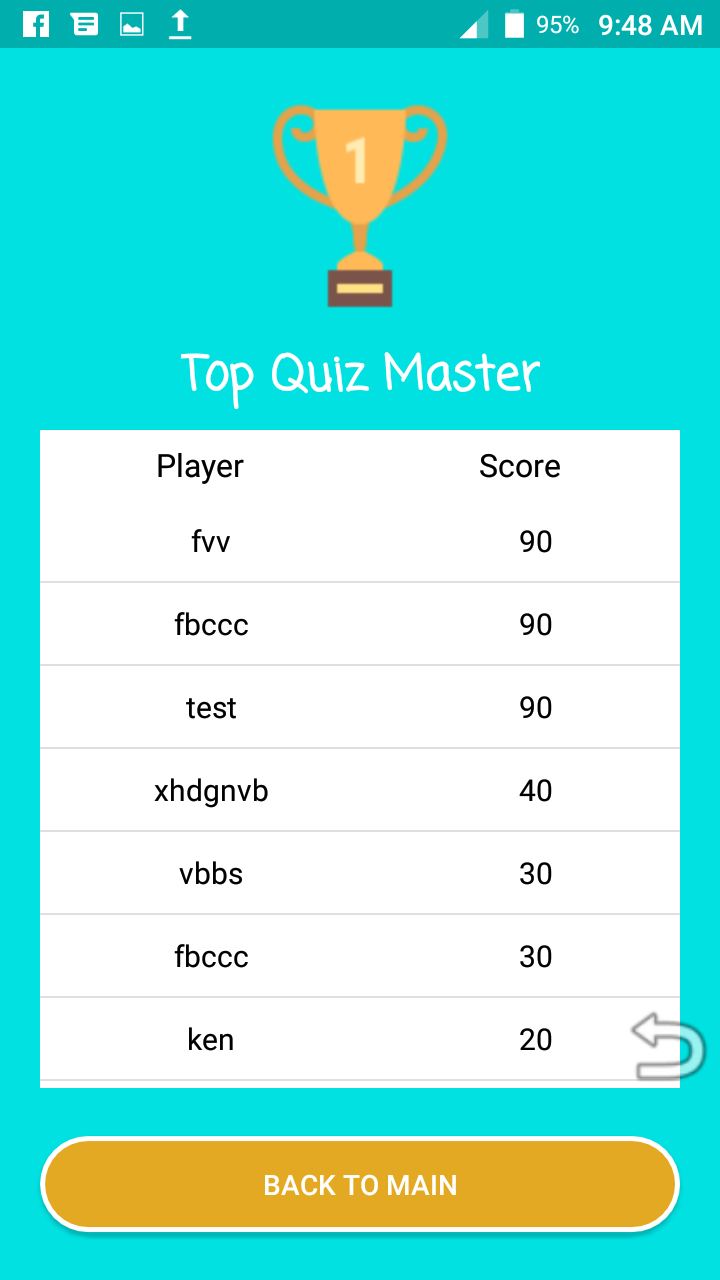 95% 9:48 AM
1
Top Quiz Master
Player Score
fvv 90
fbccc 90
test 90
xhdgnvb 40
vbbs 30
fbccc 30
ken 20
BACK TO MAIN